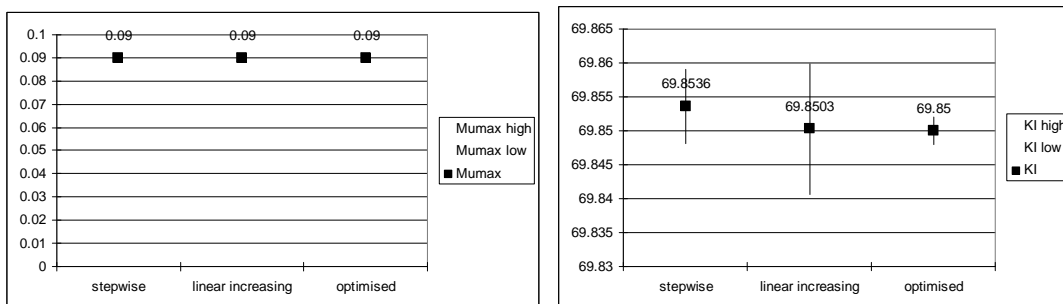 0.1
0.09
0.08
0.07
0.06
0.05
0.04
0.03
0.02
0.01
0
0.09 0.09 0.09
stepwise linear increasing optimised
Mumax high
Mumax low
Mumax
69.865
69.86
69.855
69.85
69.845
69.84
69.835
69.83
69.8536
69.8503
69.85
stepwise linear increasing optimised
KI high
KI low
KI